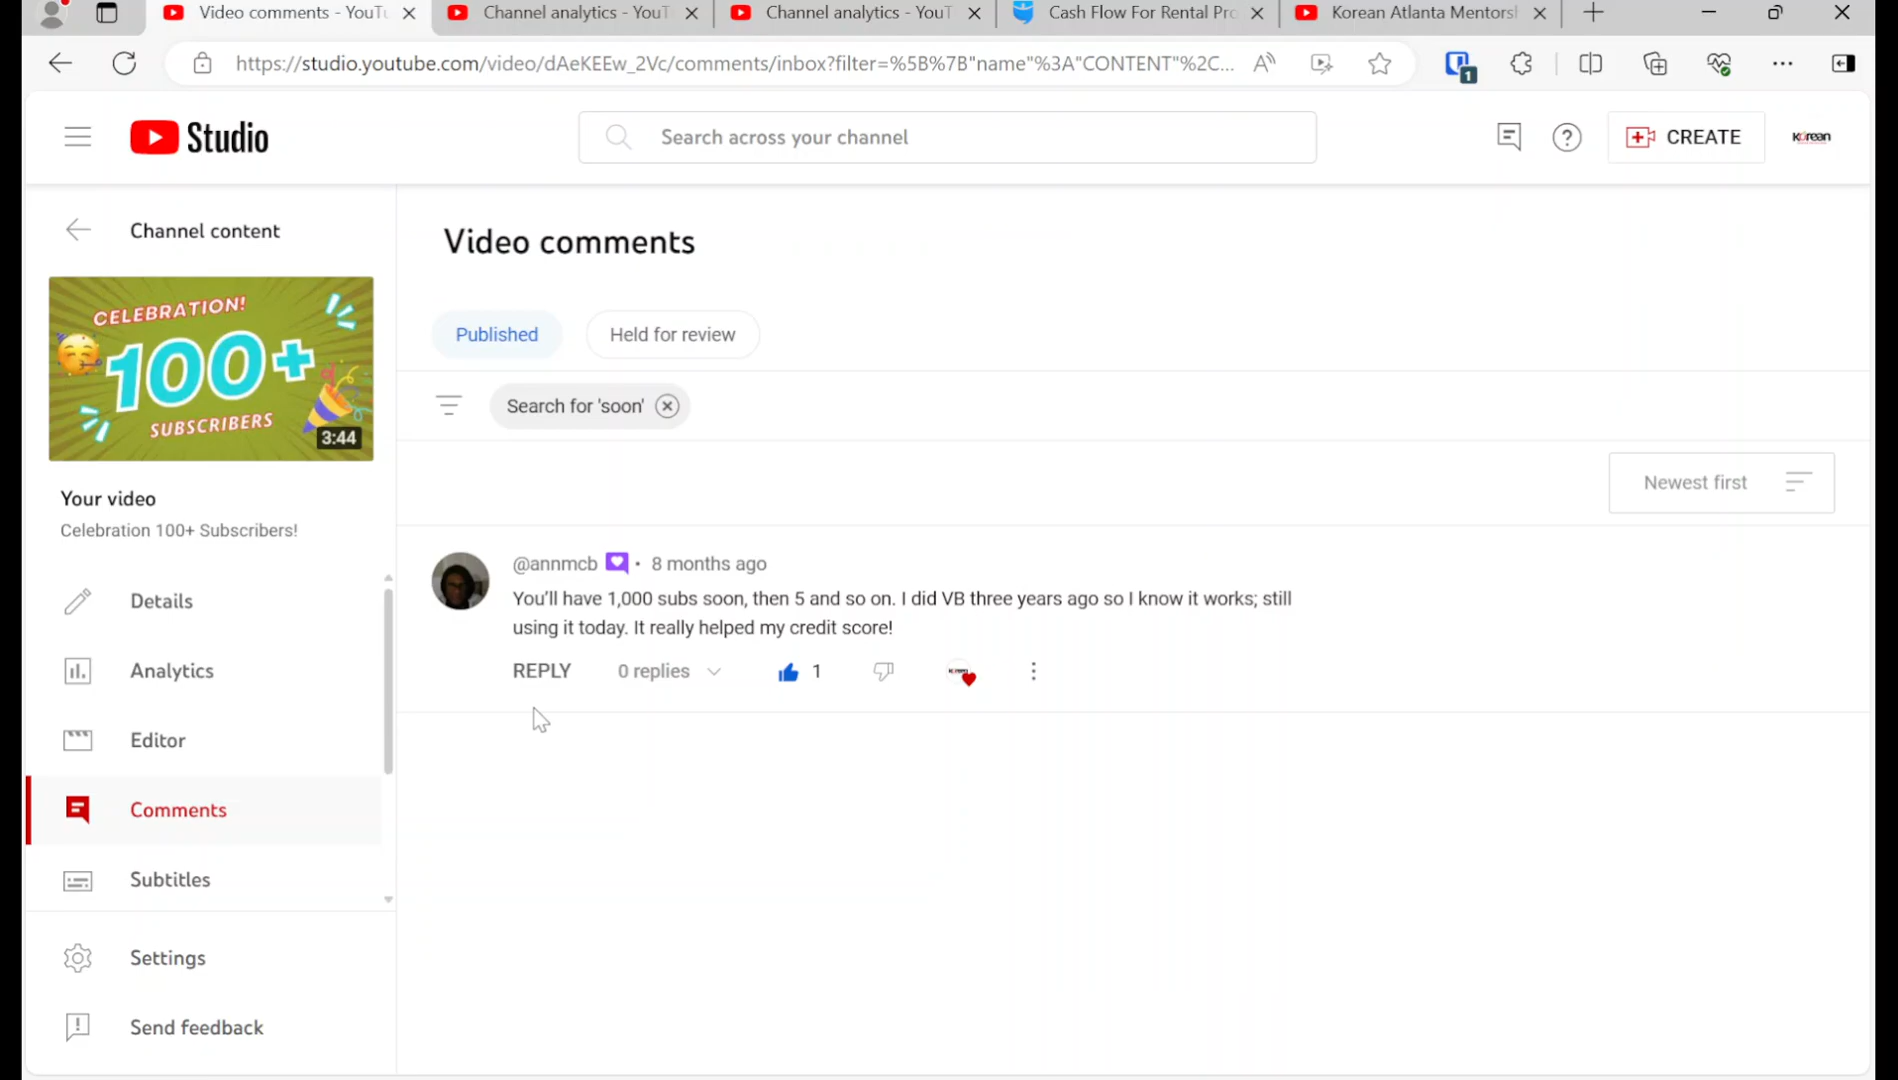 Video comments - YouTu
Channel analytics - YouT
Channel analytics - YouT
Cash Flow For Rental Pro
Korean Atlanta Mentorsh
https://studio.youtube.com/video/dAeKEEw_2Vc/comments/inbox?filter=%5B%7B"name"%3A"CONTENT"%2C...
1
Studio
Search across your channel
CREATE
Korean
Channel content
CELEBRATION!
100+
SUBSCRIBERS
3:44
Your video
Celebration 100+ Subscribers!
Details
Analytics
Editor
Comments
Subtitles
Settings
Send feedback
Video comments
Published
Held for review
Search for 'soon'
Newest first
@annmcb • 8 months ago
You'll have 1,000 subs soon, then 5 and so on. I did VB three years ago so I know it works; still
using it today. It really helped my credit score!
REPLY
0 replies
1